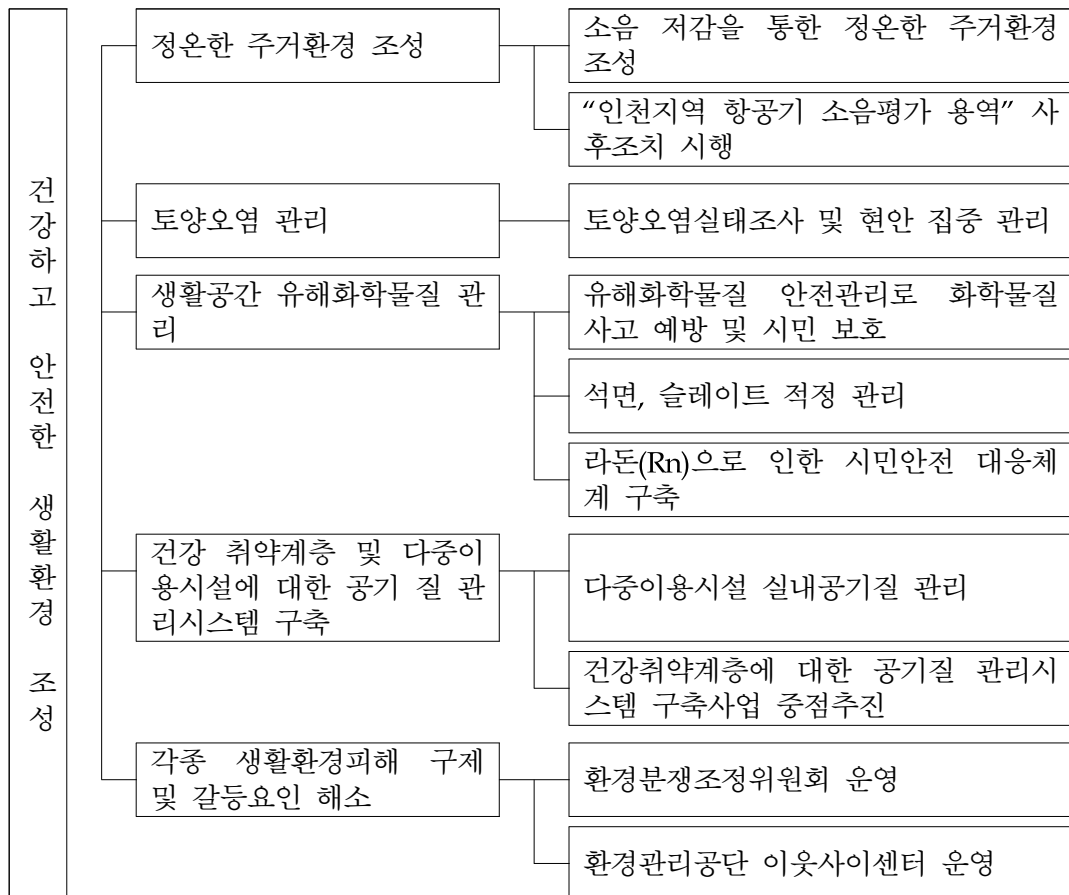 건강하고 안전한 생활환경 조성
정온한 주거환경 조성
소음 저감을 통한 정온한 주거환경
조성
"인천지역 항공기 소음평가 용역" 사
후조치 시행
토양오염 관리
토양오염실태조사 및 현안 집중 관리
생활공간 유해화학물질 관
리
유해화학물질 안전관리로 화학물질
사고 예방 및 시민 보호
석면, 슬레이트 적정 관리
라돈(Rn)으로 인한 시민안전 대응체
계 구축
건강 취약계층 및 다중이
용시설에 대한 공기 질 관
리시스템 구축
다중이용시설 실내공기질 관리
건강취약계층에 대한 공기질 관리시
스템 구축사업 중점추진
각종 생활환경피해 구제
및 갈등요인 해소
환경분쟁조정위원회 운영
환경관리공단 이웃사이센터 운영